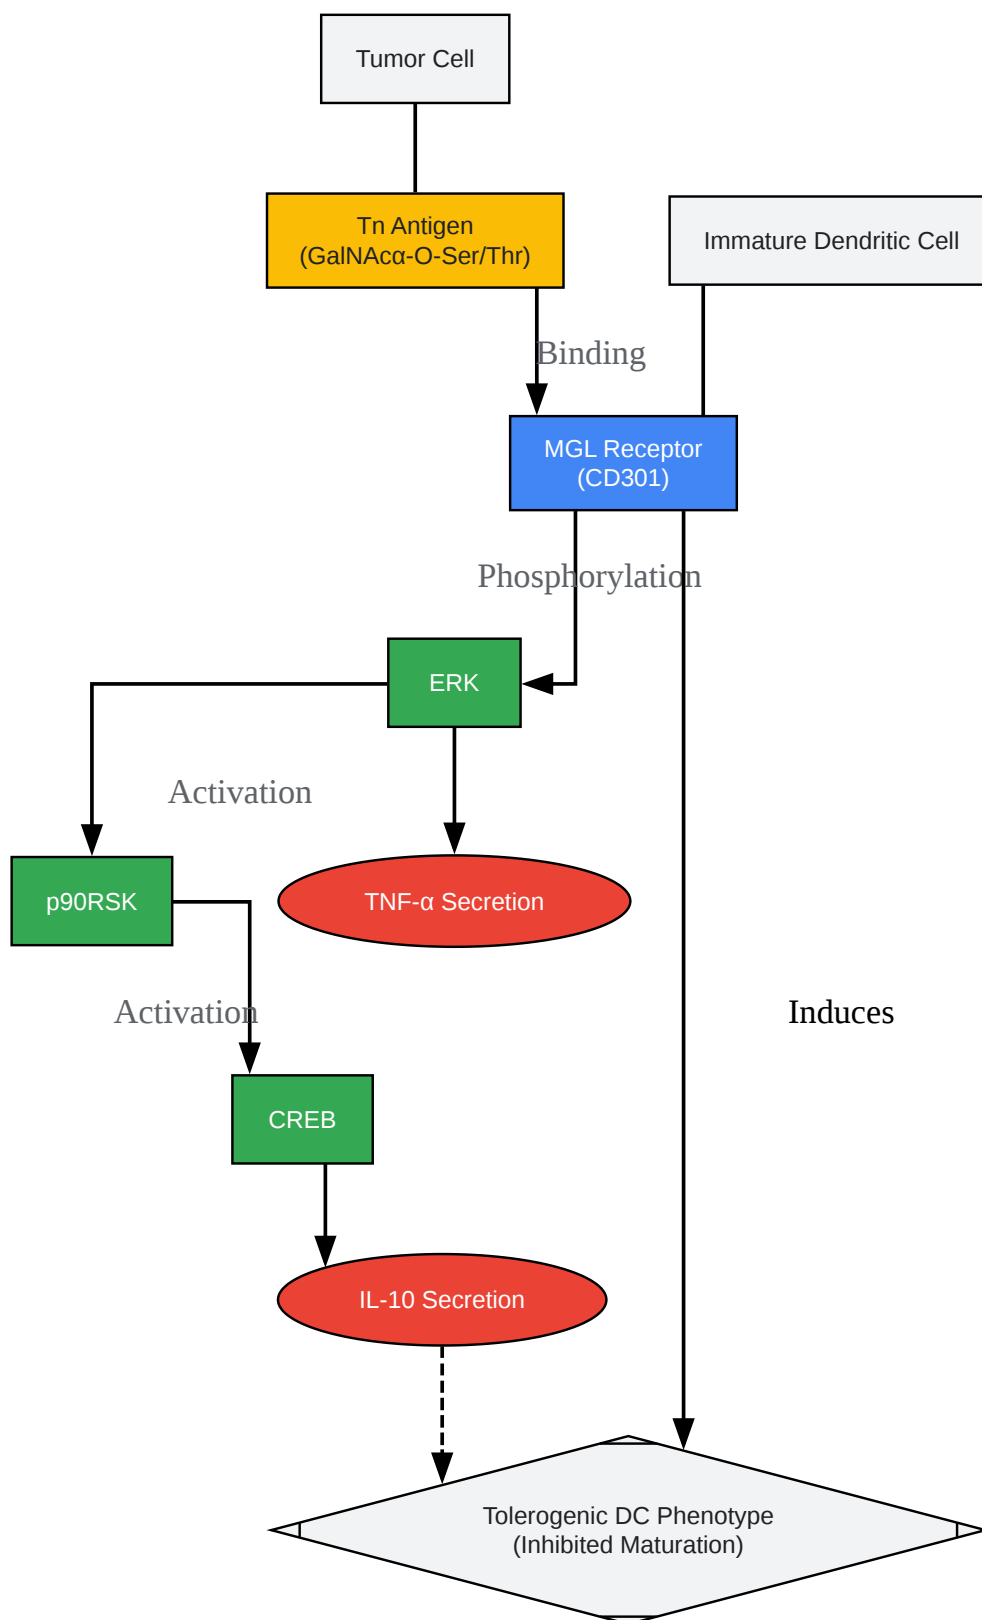 Tumor Cell
Tn Antigen
(GalNAcα-O-Ser/Thr)
Immature Dendritic Cell
Binding
MGL Receptor
(CD301)
Phosphorylation
ERK
Activation
p90RSK
TNF-α Secretion
Activation
Induces
CREB
IL-10 Secretion
Tolerogenic DC Phenotype
(Inhibited Maturation)